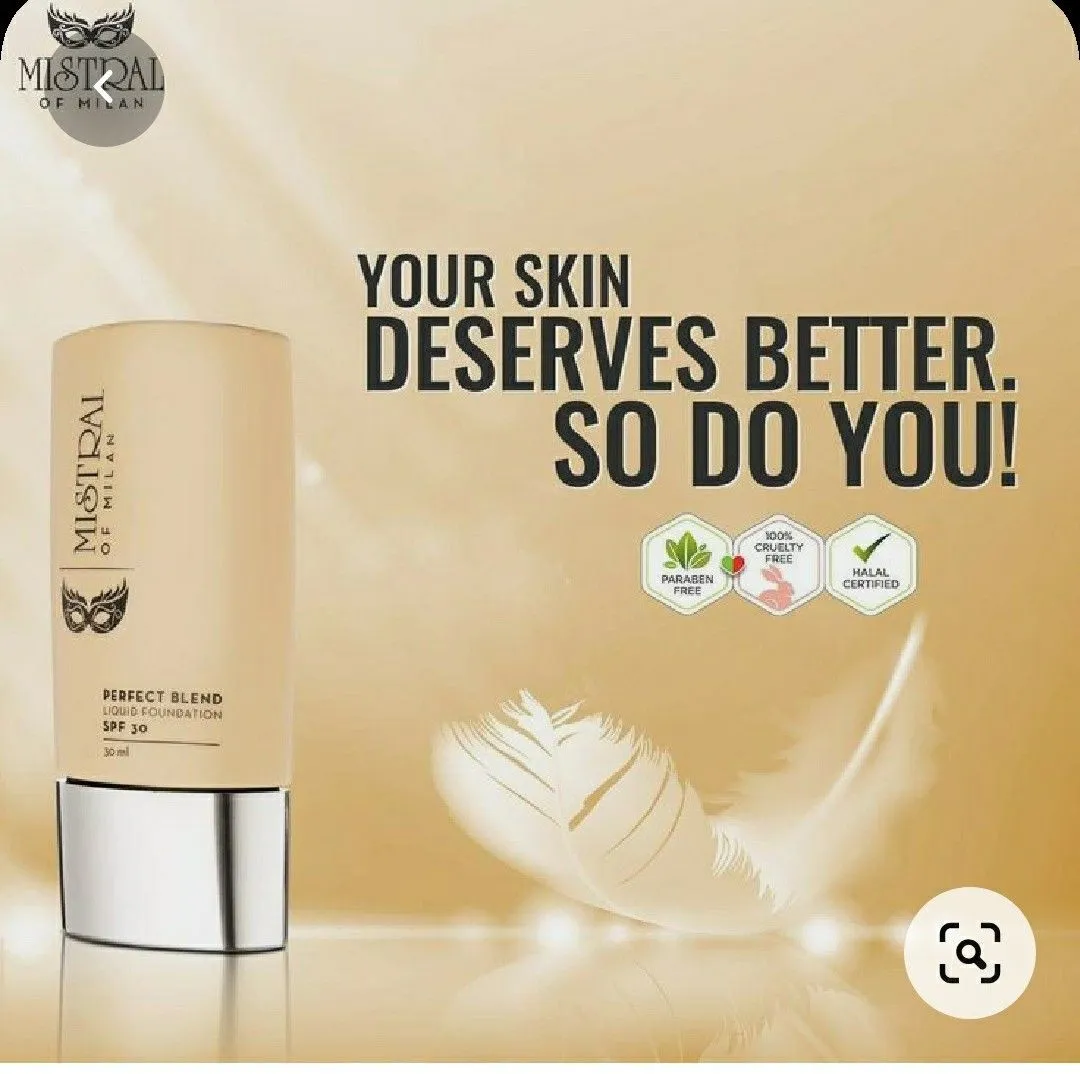 MISTRAL
OF MILAN
YOUR SKIN
DESERVES BETTER.
SO DO YOU!
PARABEN
FREE
100%
CRUELTY
FREE
HALAL
CERTIFIED
MISTRAL
OF MILAN
PERFECT BLEND
LIQUID FOUNDATION
SPF 30
30 ml